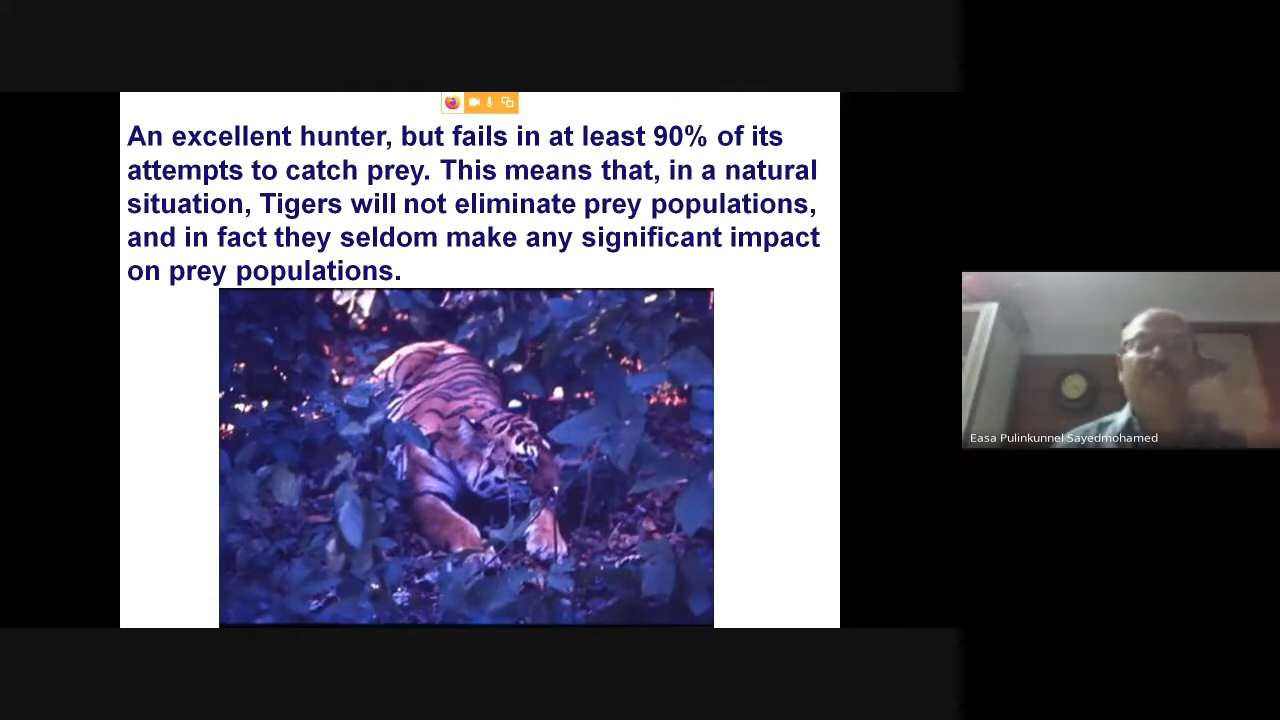 An excellent hunter, but fails in at least 90% of its
attempts to catch prey. This means that, in a natural
situation, Tigers will not eliminate prey populations,
and in fact they seldom make any significant impact
on prey populations.
Easa Pulinkunnel Sayedmohamed